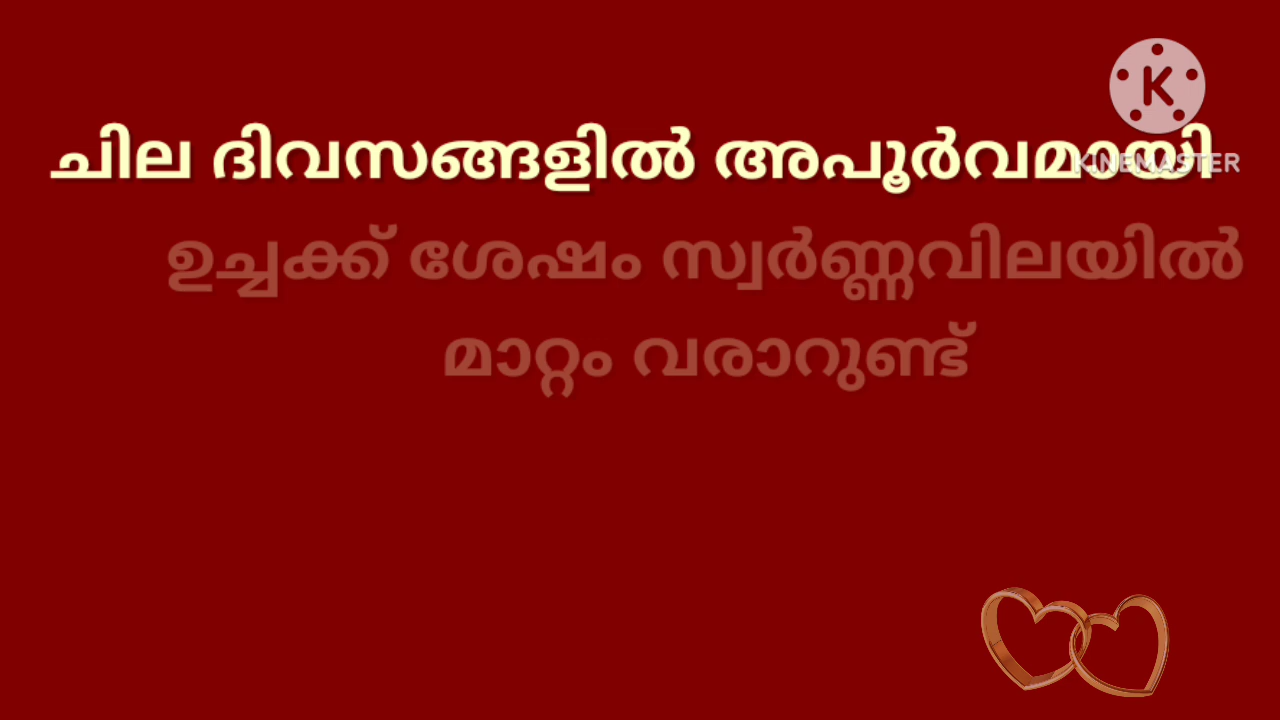 K
ചില ദിവസങ്ങളിൽ അപൂർവമായി
KINEMASTER
ഉച്ചക്ക് ശേഷം സ്വർണ്ണവിലയിൽ
മാറ്റം വരാറുണ്ട്